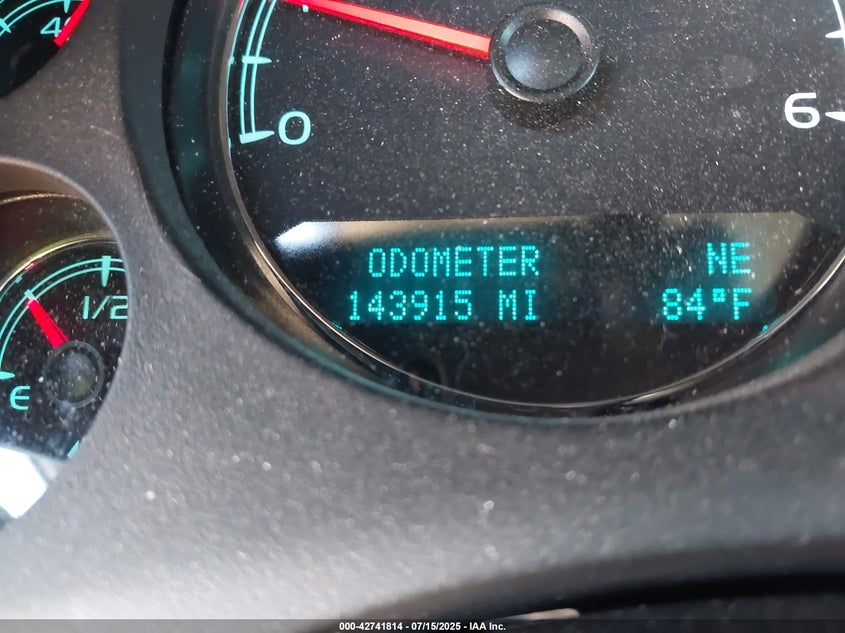 4
0
6
ODOMETER NE
143915 MI 84°F
1/2
E
000-42741814 - 07/15/2025 - IAA Inc.